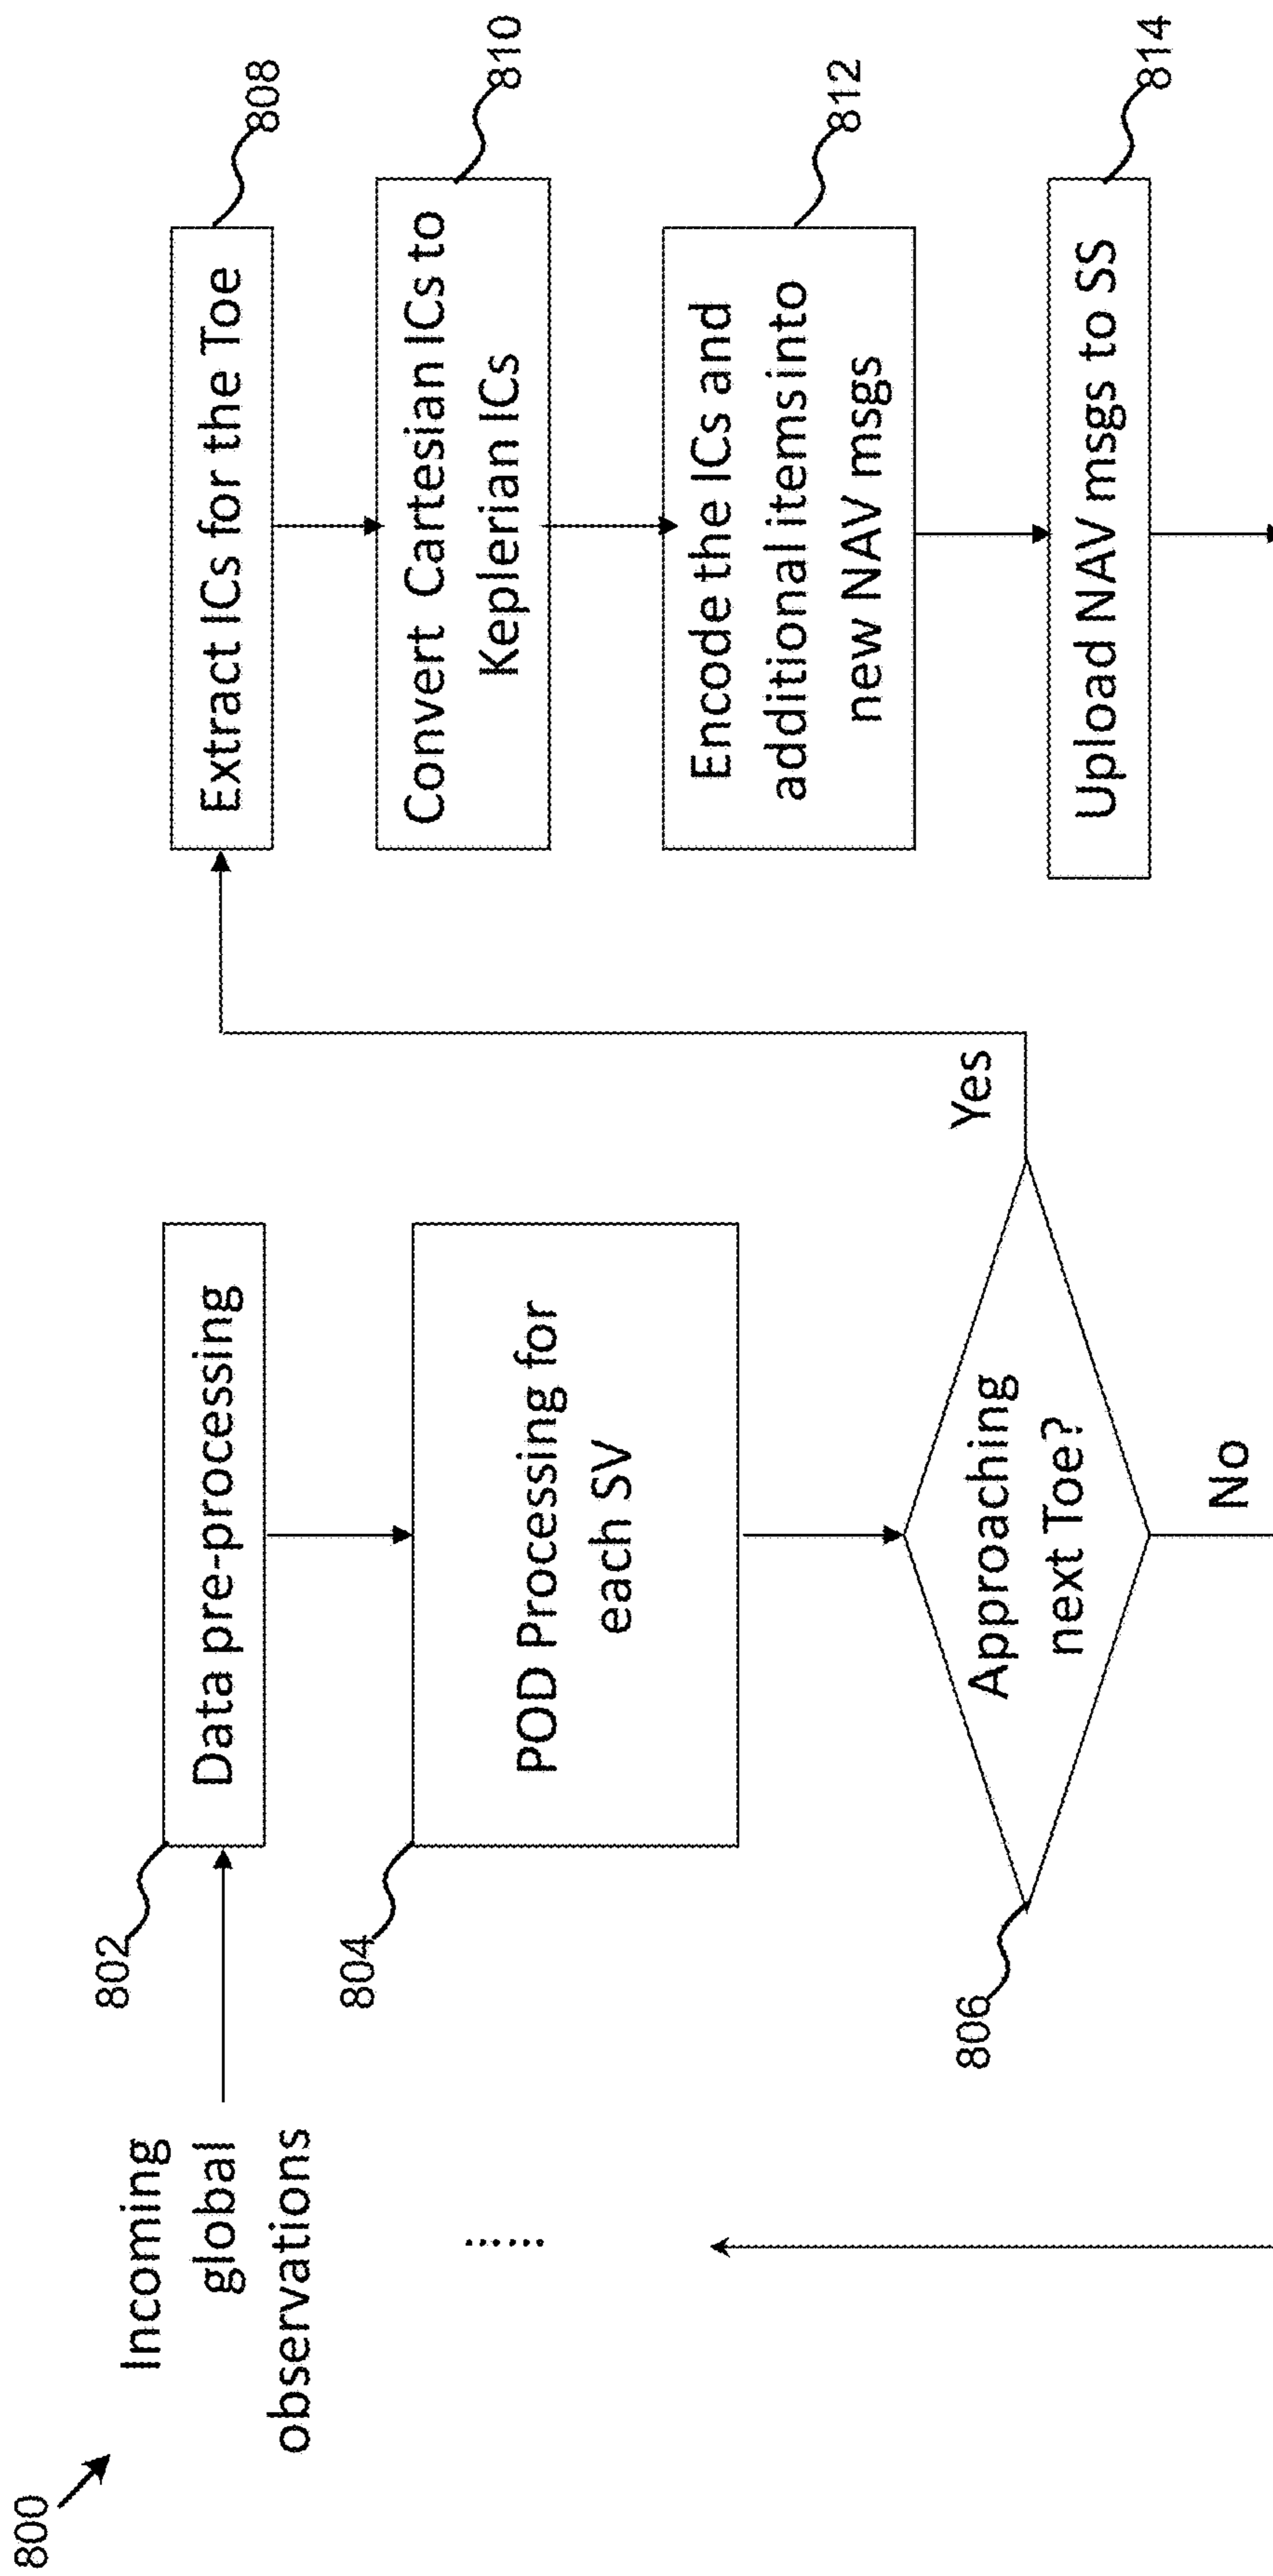 800
Incoming
global
observations
......
802
Data pre-processing
804
POD Processing for
each SV
806
Approaching
next Toe?
Yes
No
808
Extract ICs for the Toe
810
Convert Cartesian ICs to
Keplerian ICs
812
Encode the ICs and
additional items into
new NAV msgs
814
Upload NAV msgs to SS